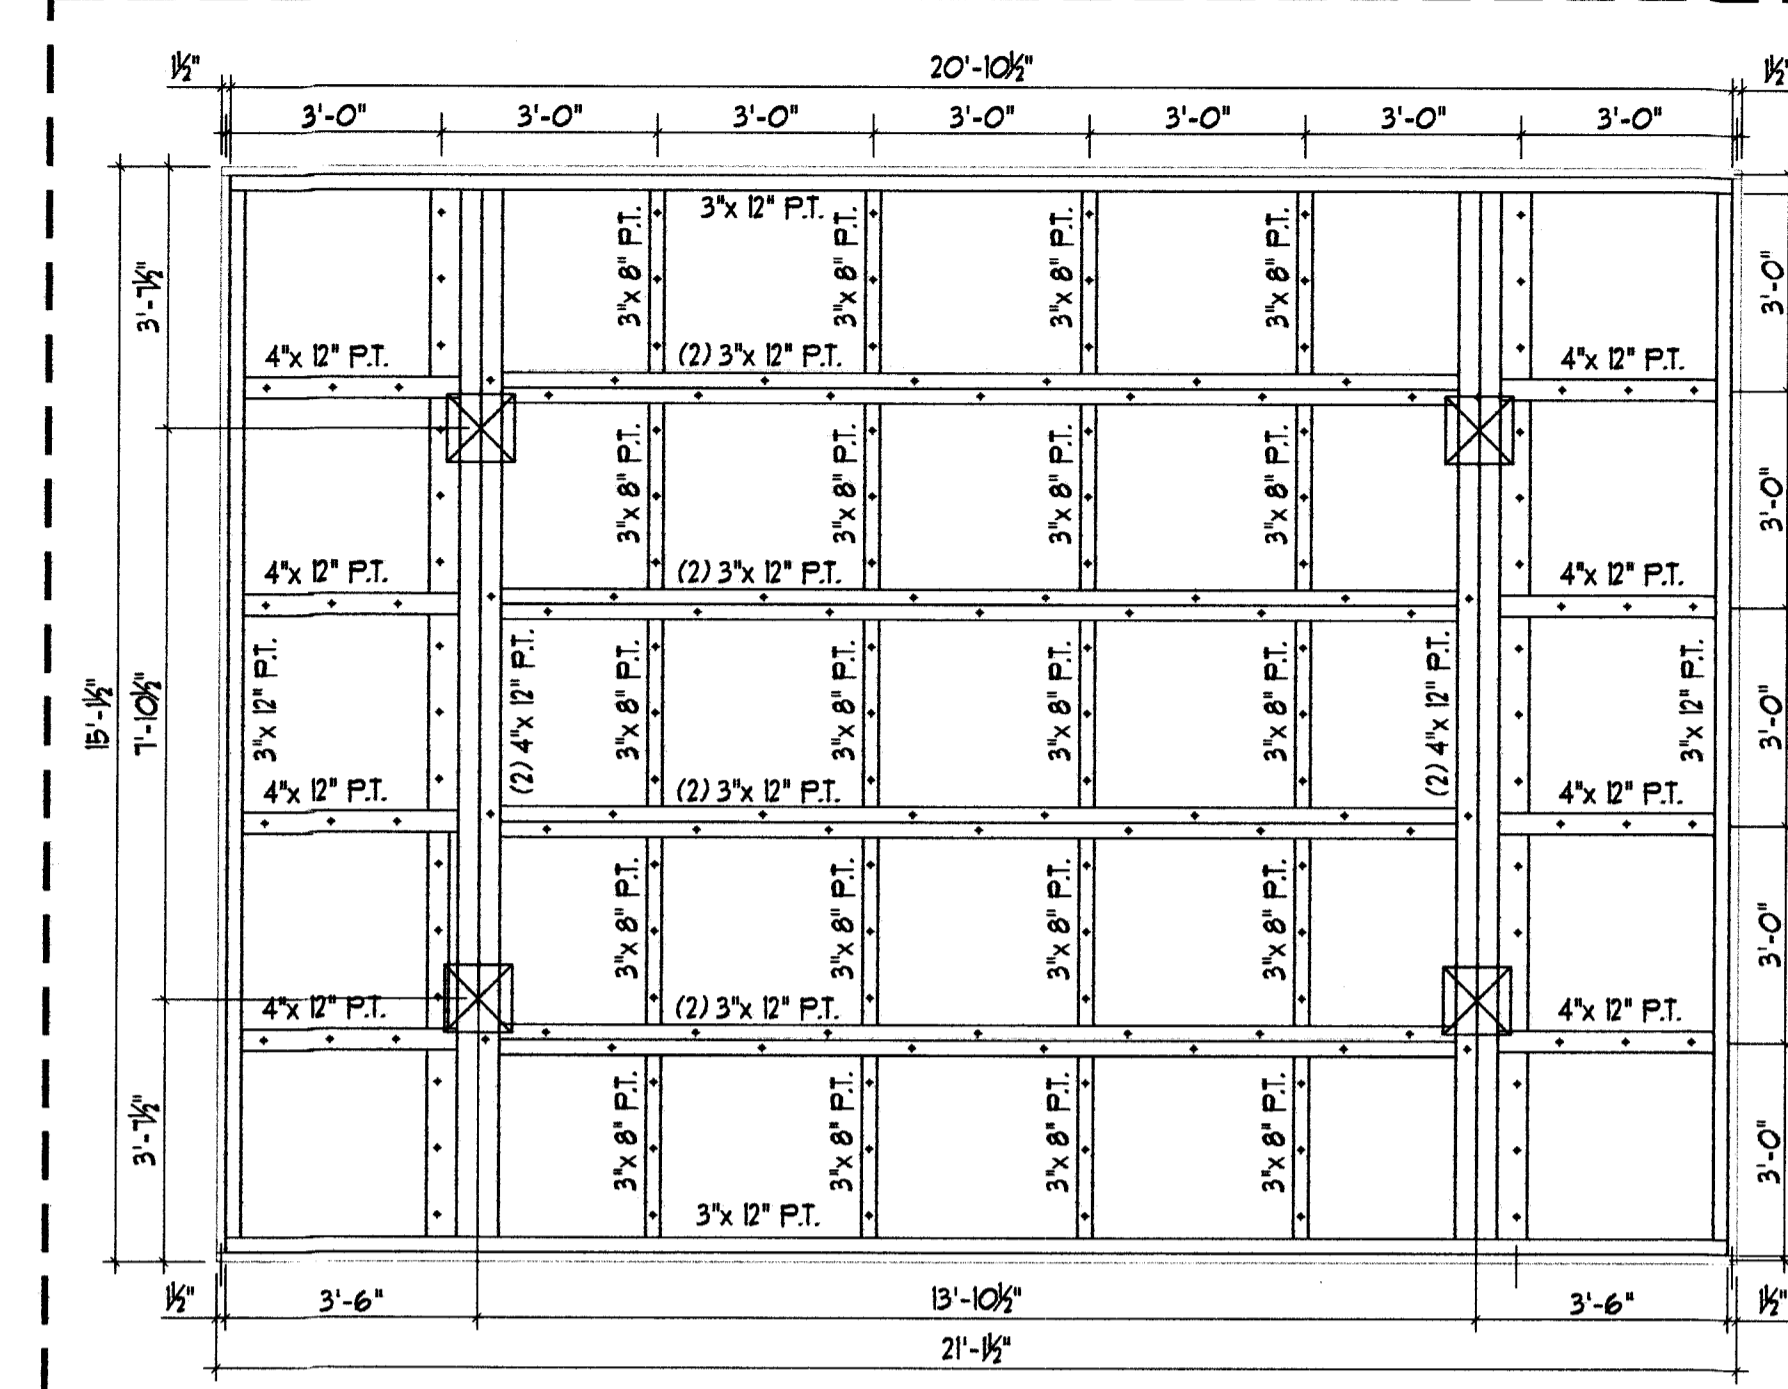 1½" 20'-10½" 1½"
3'-0" 3'-0" 3'-0" 3'-0" 3'-0" 3'-0" 3'-0"
3"x 12" P.T.
3"x 8" P.T. 3"x 8" P.T. 3"x 8" P.T. 3"x 8" P.T.
3'-7½"
3'-0"
4"x 12" P.T. (2) 3"x 12" P.T. 4"x 12" P.T.
3"x 8" P.T. 3"x 8" P.T. 3"x 8" P.T. 3"x 8" P.T.
3'-0"
4"x 12" P.T. (2) 3"x 12" P.T. 4"x 12" P.T.
15'-1½"
7'-10½"
3"x 12" P.T. (2) 4"x 12" P.T. 3"x 8" P.T. 3"x 8" P.T. 3"x 8" P.T. 3"x 8" P.T. (2) 4"x 12" P.T. 3"x 12" P.T.
3'-0"
4"x 12" P.T. (2) 3"x 12" P.T. 4"x 12" P.T.
3"x 8" P.T. 3"x 8" P.T. 3"x 8" P.T. 3"x 8" P.T.
3'-0"
4"x 12" P.T. (2) 3"x 12" P.T. 4"x 12" P.T.
3'-7½"
3"x 8" P.T. 3"x 8" P.T. 3"x 8" P.T. 3"x 8" P.T.
3'-0"
3"x 12" P.T.
1½" 3'-6" 13'-10½" 3'-6" 1½"
21'-1½"